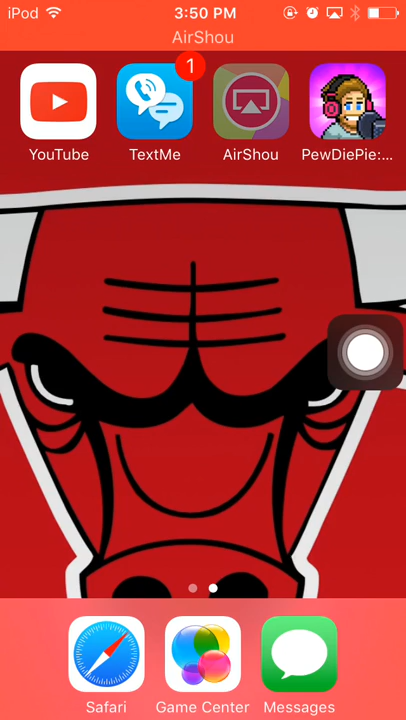 iPod 3:50 PM
AirShou
1
YouTube TextMe AirShou PewDiePie:...
Safari Game Center Messages